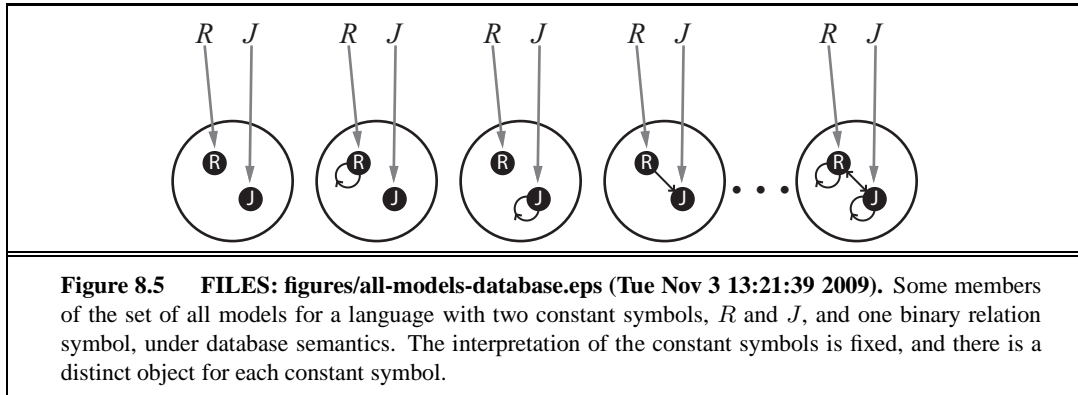 R J R J R J R J R J
R R R R R
J J J J J
Figure 8.5 FILES: figures/all-models-database.eps (Tue Nov 3 13:21:39 2009). Some members
of the set of all models for a language with two constant symbols, R and J, and one binary relation
symbol, under database semantics. The interpretation of the constant symbols is fixed, and there is a
distinct object for each constant symbol.